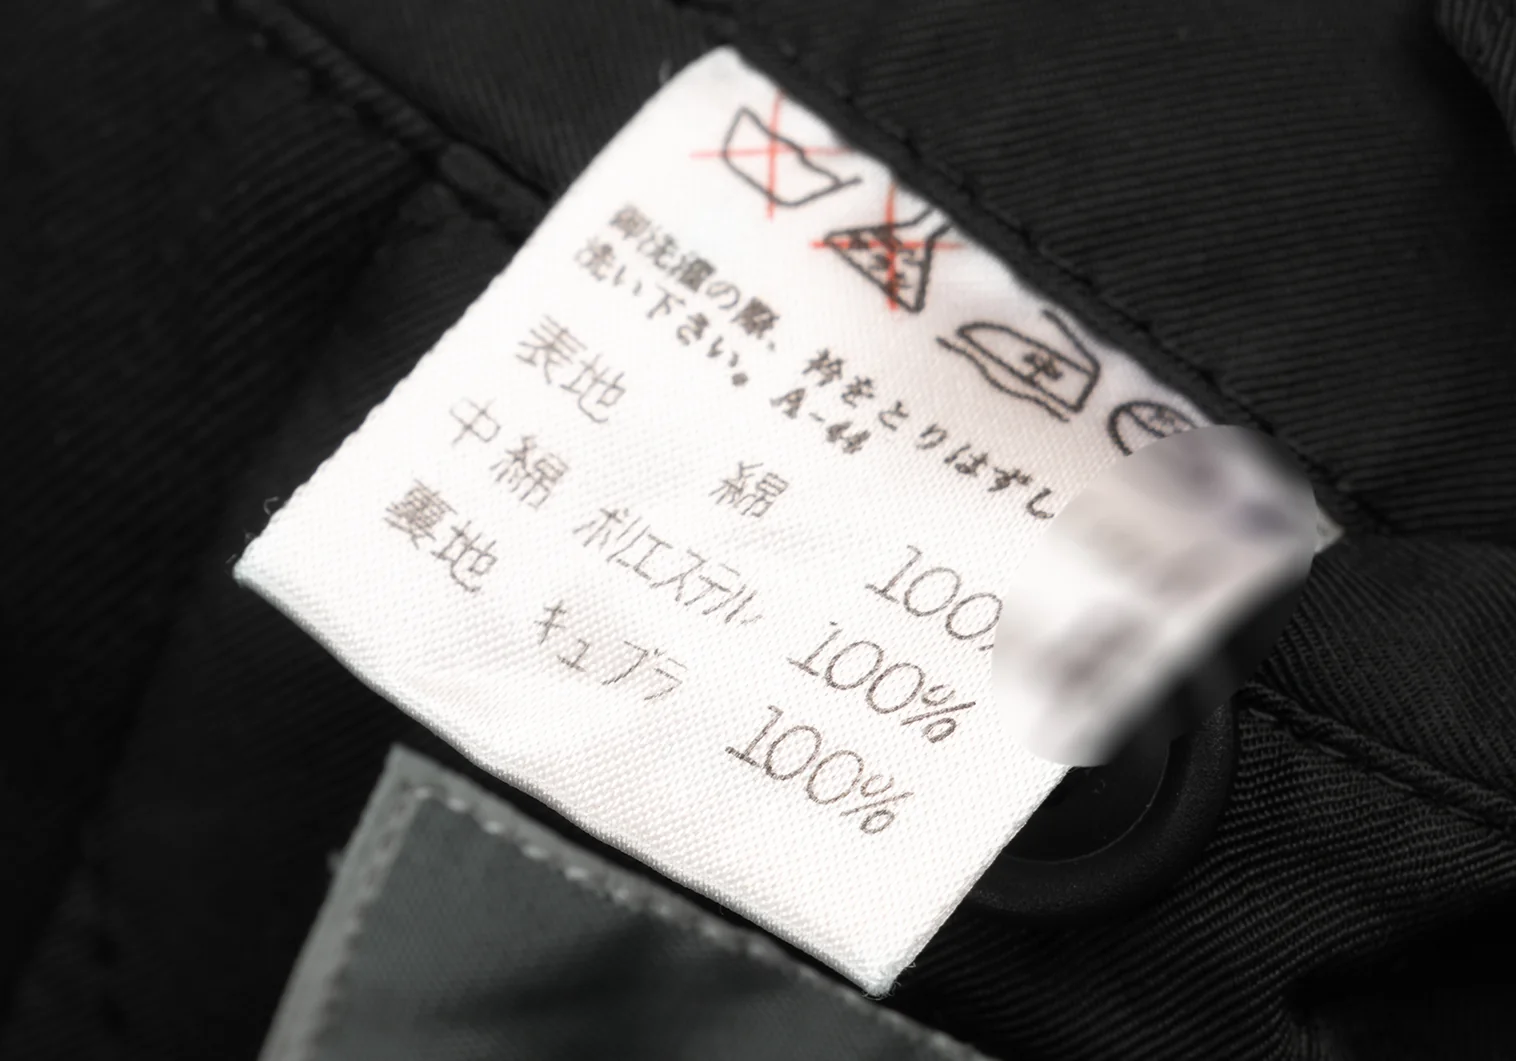 中
御洗濯の際、衿をとりはずし
洗い下さい。 A-44
表地 綿 100
中綿 ポリエステル 100%
裏地 キュプラ 100%